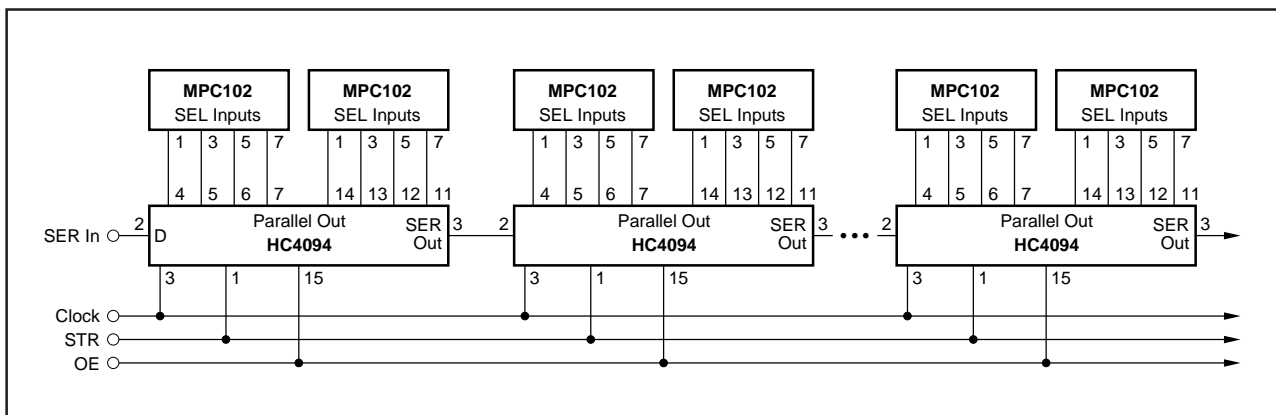 MPC102 MPC102 MPC102 MPC102 MPC102 MPC102
SEL Inputs SEL Inputs SEL Inputs SEL Inputs SEL Inputs SEL Inputs
1 3 5 7 1 3 5 7 1 3 5 7 1 3 5 7 1 3 5 7 1 3 5 7
4 5 6 7 14 13 12 11 4 5 6 7 14 13 12 11 4 5 6 7 14 13 12 11
Parallel Out SER Parallel Out SER Parallel Out SER
SER In 2 D HC4094 Out 3 2 HC4094 Out 3 ••• 2 HC4094 Out 3
3 1 15 3 1 15 3 1 15
Clock
STR
OE